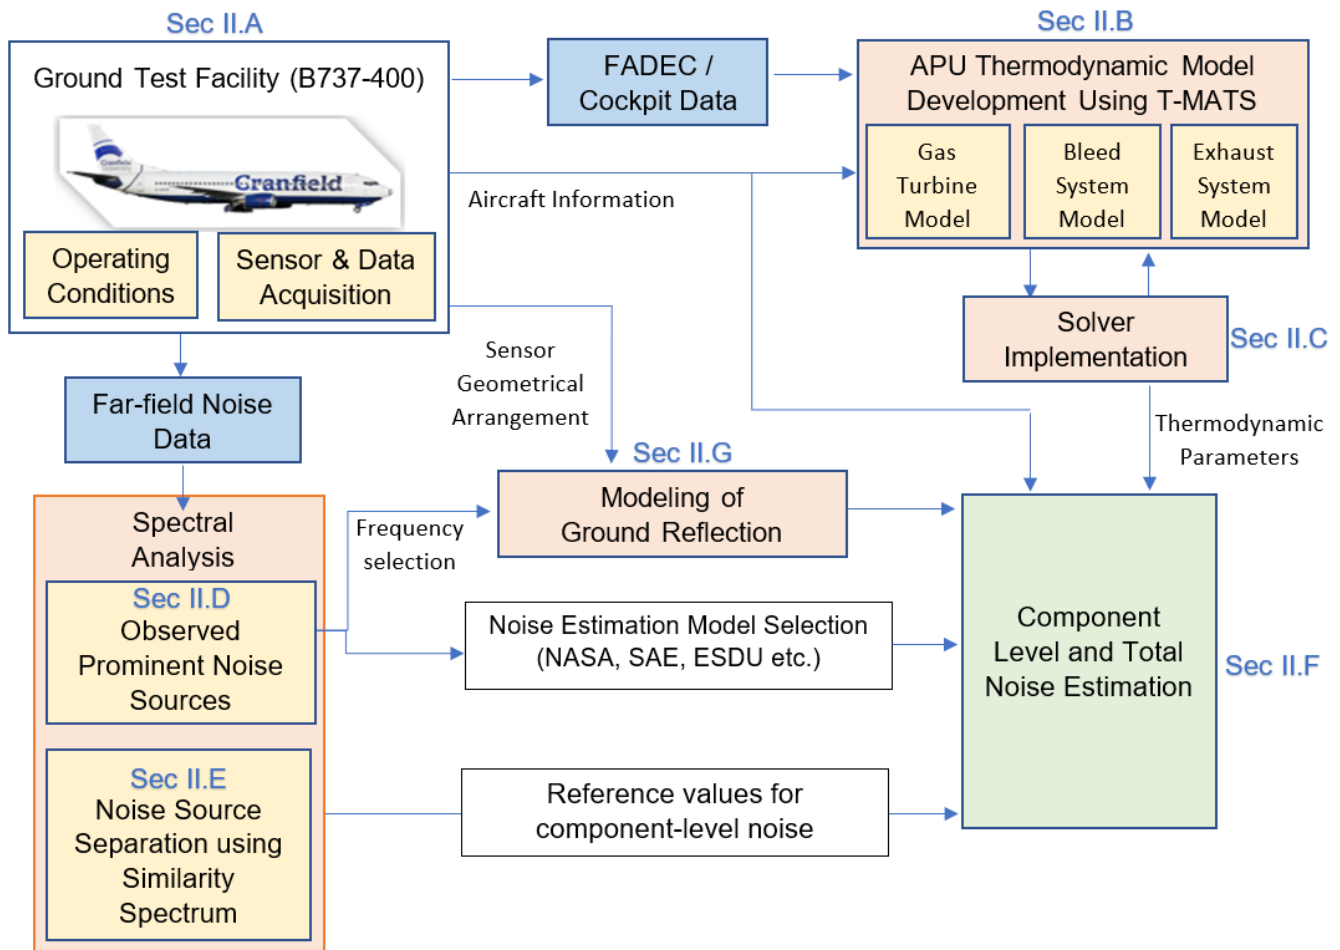 Sec II.A
Ground Test Facility (B737-400)
Cranfield
Cranfield
Operating
Conditions
Sensor & Data
Acquisition
FADEC /
Cockpit Data
Sec II.B
APU Thermodynamic Model
Development Using T-MATS
Gas
Turbine
Model
Bleed
System
Model
Exhaust
System
Model
Aircraft Information
Solver
Implementation
Sec II.C
Sensor
Geometrical
Arrangement
Thermodynamic
Parameters
Far-field Noise
Data
Sec II.G
Modeling of
Ground Reflection
Spectral
Analysis
Frequency
selection
Sec II.D
Observed
Prominent Noise
Sources
Noise Estimation Model Selection
(NASA, SAE, ESDU etc.)
Component
Level and Total
Noise Estimation
Sec II.F
Sec II.E
Noise Source
Separation using
Similarity
Spectrum
Reference values for
component-level noise